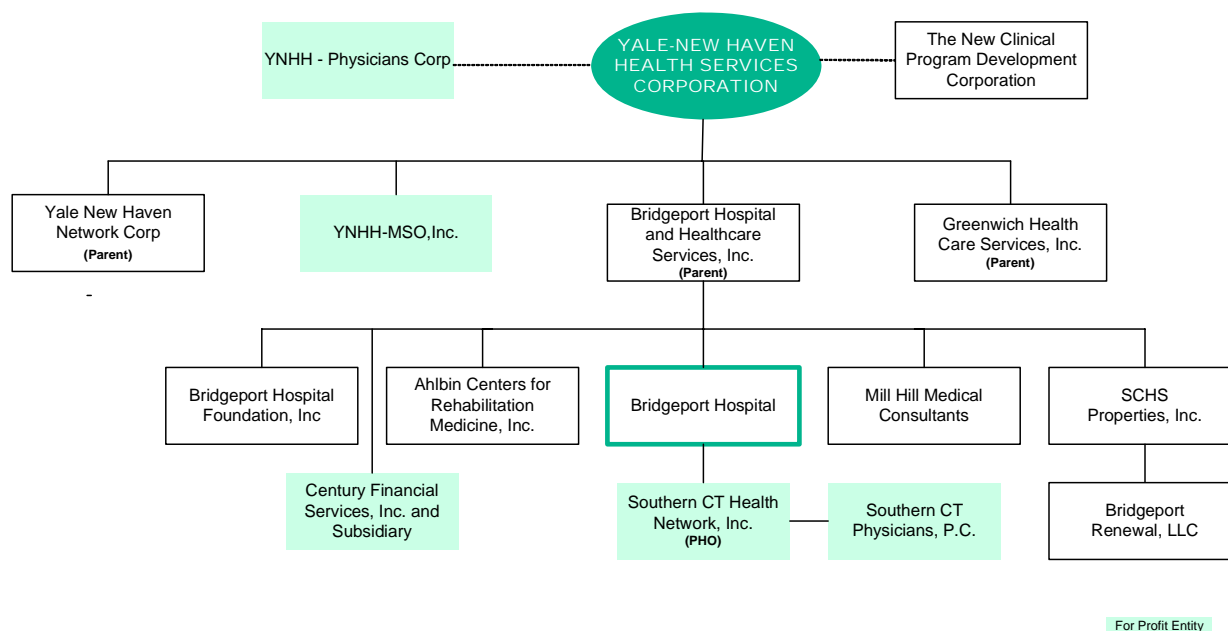 YNHH - Physicians Corp
YALE-NEW HAVEN
HEALTH SERVICES
CORPORATION
The New Clinical
Program Development
Corporation
Yale New Haven
Network Corp
(Parent)
-
YNHH-MSO,Inc.
Bridgeport Hospital
and Healthcare
Services, Inc.
(Parent)
Greenwich Health
Care Services, Inc.
(Parent)
Bridgeport Hospital
Foundation, Inc
Ahlbin Centers for
Rehabilitation
Medicine, Inc.
Bridgeport Hospital
Mill Hill Medical
Consultants
SCHS
Properties, Inc.
Century Financial
Services, Inc. and
Subsidiary
Southern CT Health
Network, Inc.
(PHO)
Southern CT
Physicians, P.C.
Bridgeport
Renewal, LLC
For Profit Entity